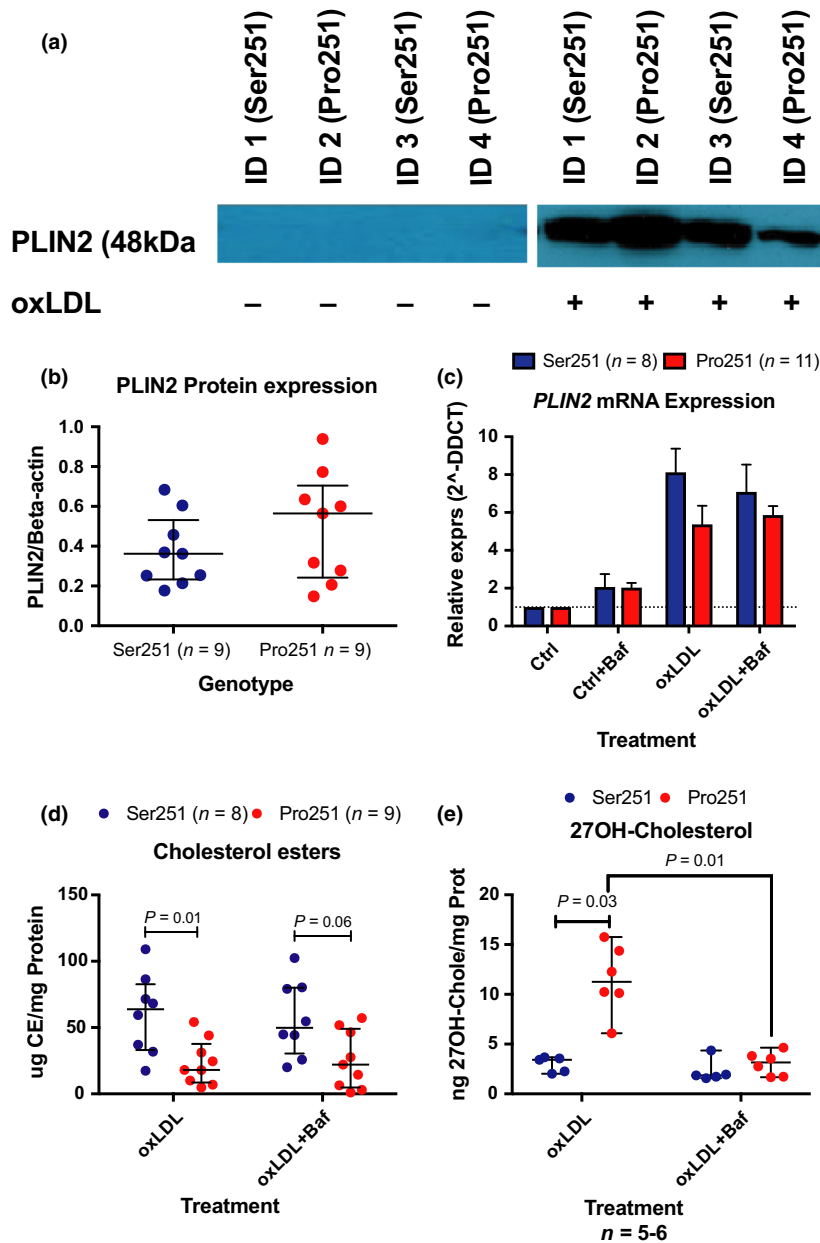 (a)
ID 1 (Ser251)
ID 2 (Pro251)
ID 3 (Ser251)
ID 4 (Pro251)
ID 1 (Ser251)
ID 2 (Pro251)
ID 3 (Ser251)
ID 4 (Pro251)
PLIN2 (48kDa
oxLDL – – – – + + + +
(b)
PLIN2 Protein expression
PLIN2/Beta-actin
1.0
0.8
0.6
0.4
0.2
0.0
Ser251 (n = 9) Pro251 n = 9)
Genotype
(c)
Ser251 (n = 8) Pro251 (n = 11)
PLIN2 mRNA Expression
Relative exprs (2^-DDCT)
10
8
6
4
2
0
Ctrl
Ctrl+Baf
oxLDL
oxLDL+Baf
Treatment
(d)
Ser251 (n = 8) Pro251 (n = 9)
Cholesterol esters
ug CE/mg Protein
150
100
50
0
P = 0.01
P = 0.06
oxLDL
oxLDL+Baf
Treatment
(e)
Ser251 Pro251
27OH-Cholesterol
P = 0.01
P = 0.03
ng 27OH-Chole/mg Prot
20
15
10
5
0
oxLDL
oxLDL+Baf
Treatment
n = 5-6